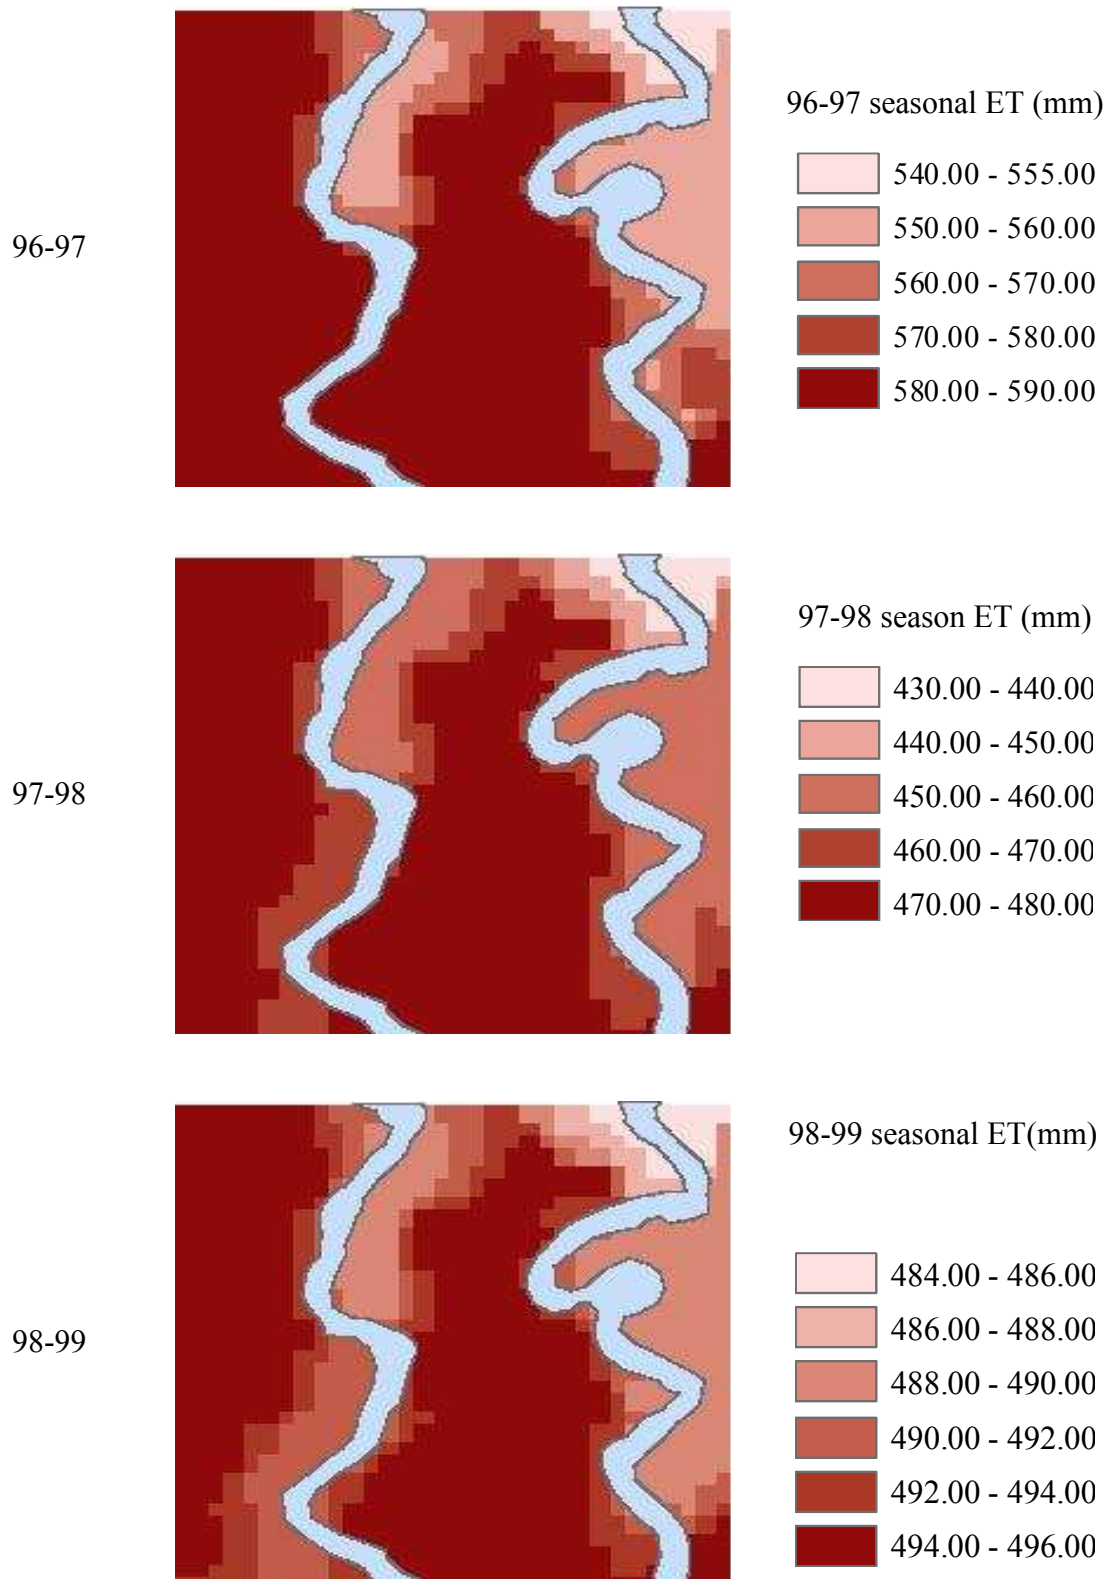 96-97 seasonal ET (mm)
540.00 - 555.00
550.00 - 560.00
96-97
560.00 - 570.00
570.00 - 580.00
580.00 - 590.00
97-98 season ET (mm)
430.00 - 440.00
440.00 - 450.00
97-98
450.00 - 460.00
460.00 - 470.00
470.00 - 480.00
98-99 seasonal ET(mm)
484.00 - 486.00
486.00 - 488.00
98-99
488.00 - 490.00
490.00 - 492.00
492.00 - 494.00
494.00 - 496.00